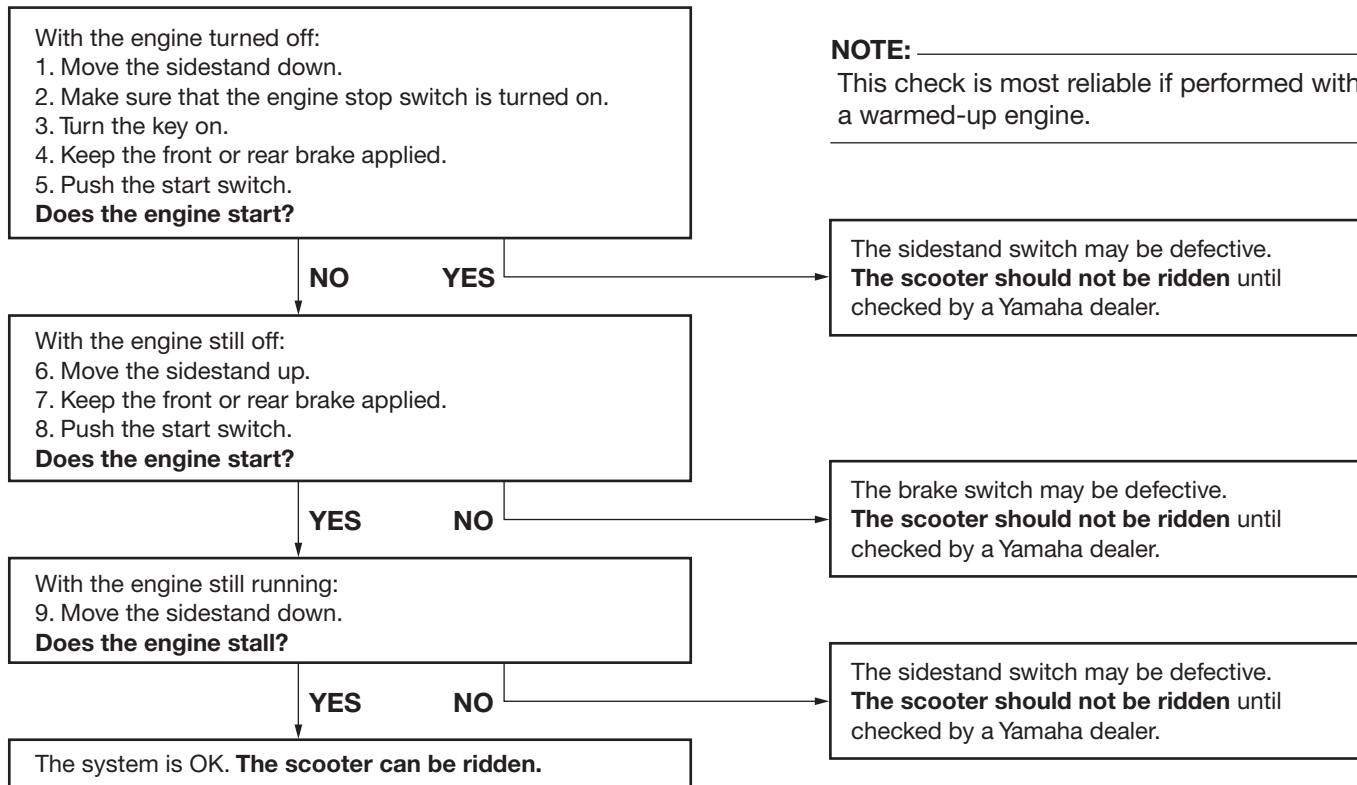 With the engine turned off:
1. Move the sidestand down.
2. Make sure that the engine stop switch is turned on.
3. Turn the key on.
4. Keep the front or rear brake applied.
5. Push the start switch.
Does the engine start?
NOTE:
This check is most reliable if performed with
a warmed-up engine.
NO
YES
The sidestand switch may be defective.
The scooter should not be ridden until
checked by a Yamaha dealer.
With the engine still off:
6. Move the sidestand up.
7. Keep the front or rear brake applied.
8. Push the start switch.
Does the engine start?
YES
NO
The brake switch may be defective.
The scooter should not be ridden until
checked by a Yamaha dealer.
With the engine still running:
9. Move the sidestand down.
Does the engine stall?
YES
NO
The sidestand switch may be defective.
The scooter should not be ridden until
checked by a Yamaha dealer.
The system is OK. The scooter can be ridden.